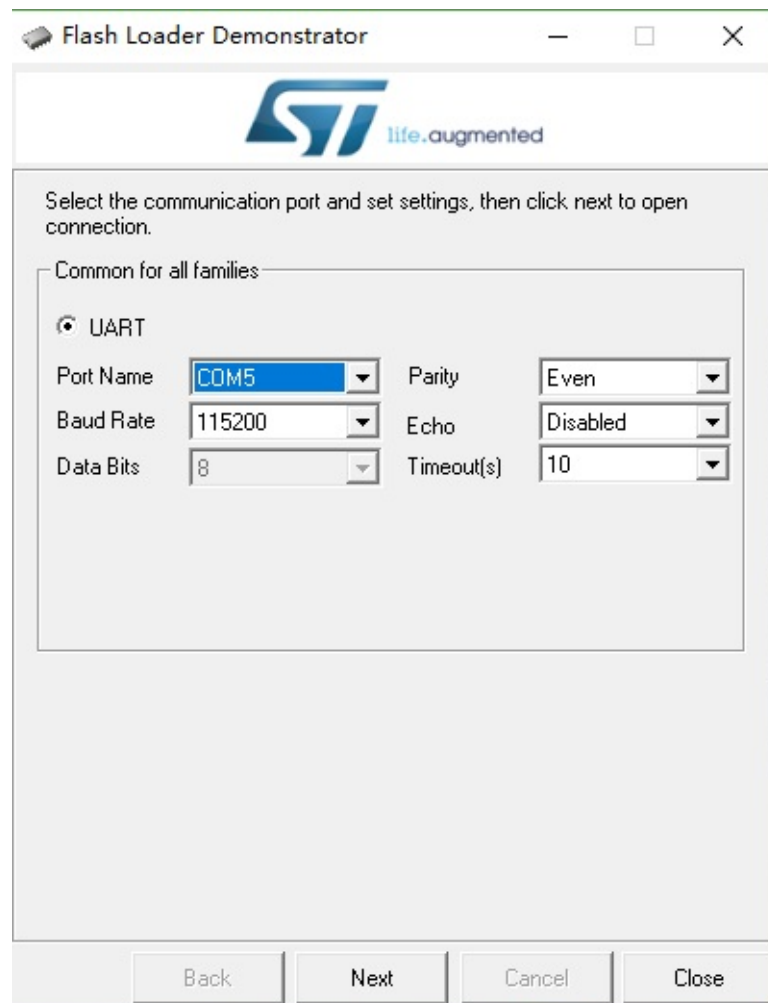 Flash Loader Demonstrator
ST life.augmented
Select the communication port and set settings, then click next to open
connection.
Common for all families
UART
Port Name COM5 Parity Even
Baud Rate 115200 Echo Disabled
Data Bits 8 Timeout(s) 10
Back Next Cancel Close